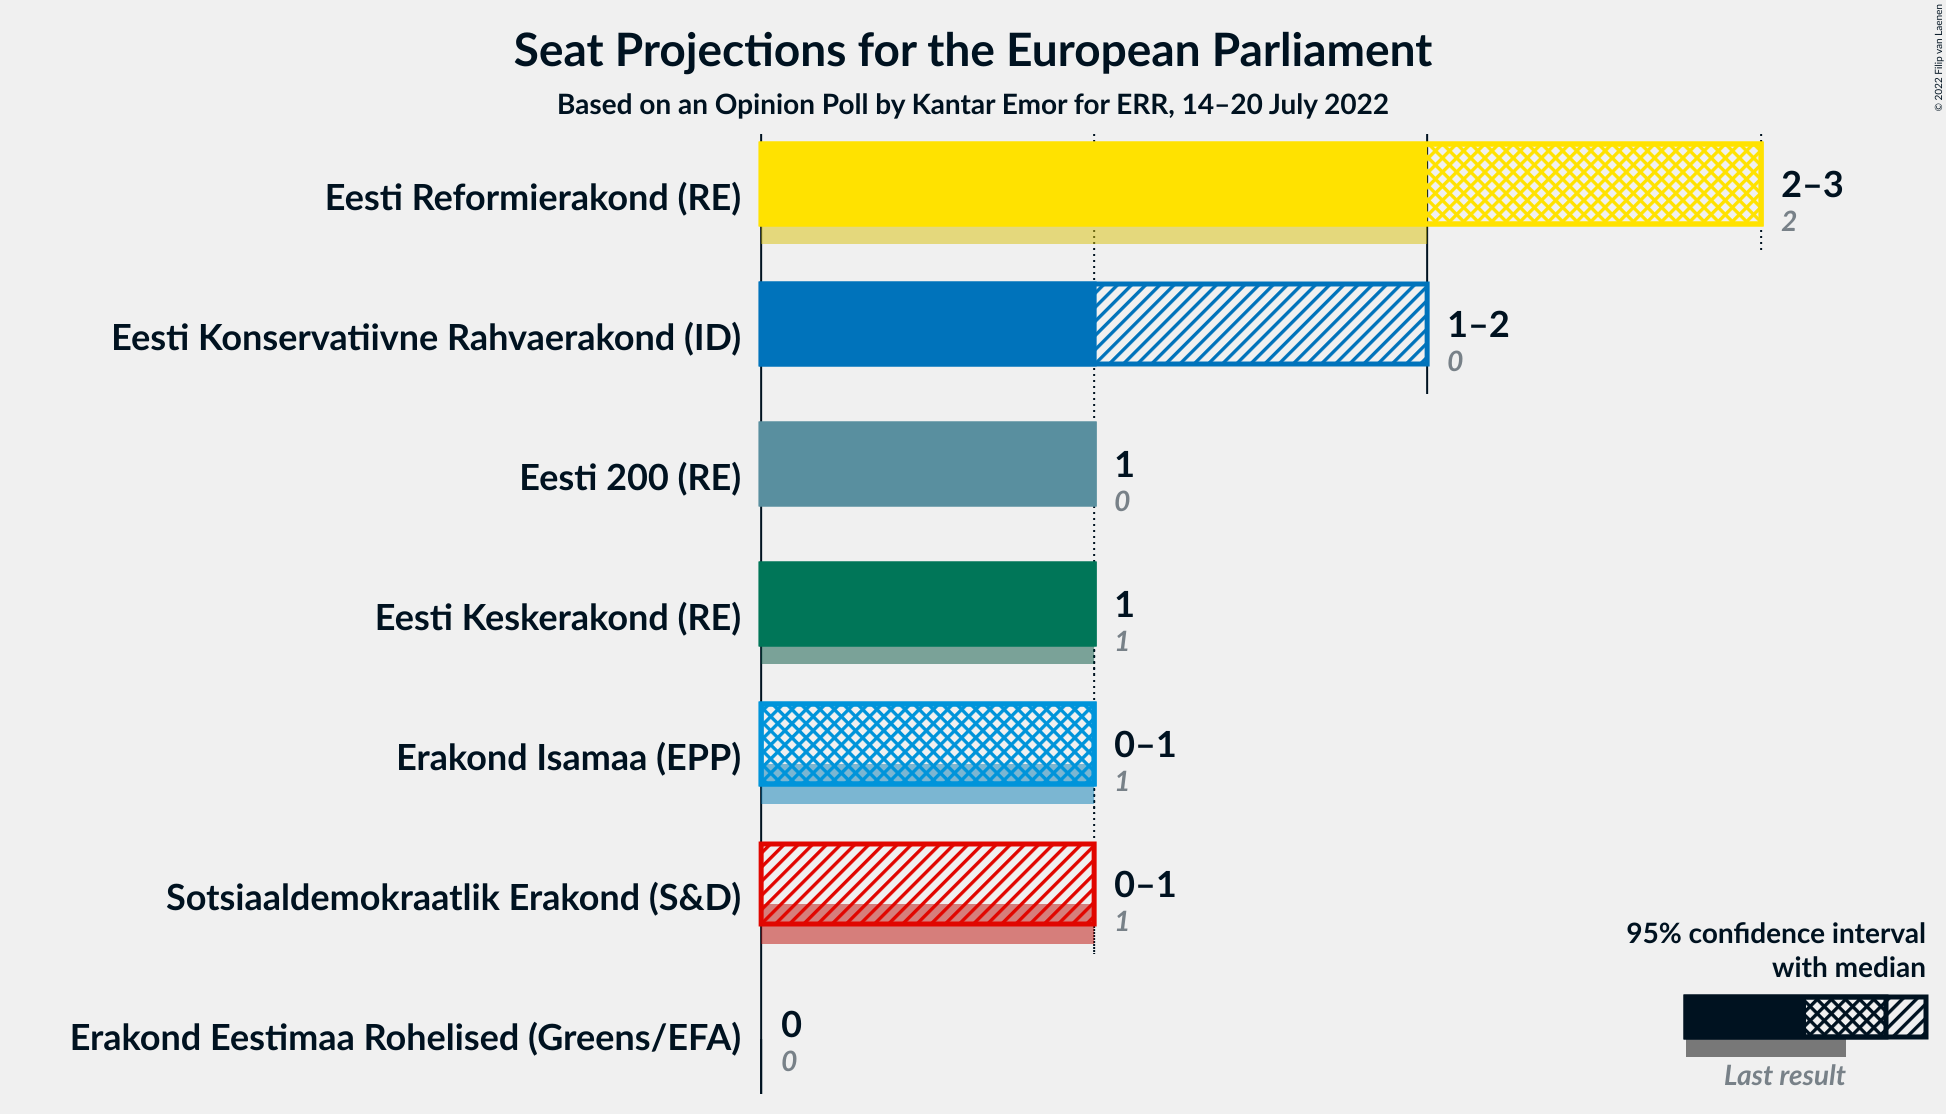 Seat Projections for the European Parliament
Based on an Opinion Poll by Kantar Emor for ERR, 14–20 July 2022
© 2022 Filip van Laenen
Eesti Reformierakond (RE)
2–3
2
Eesti Konservatiivne Rahvaerakond (ID)
1–2
0
Eesti 200 (RE)
1
0
Eesti Keskerakond (RE)
1
1
Erakond Isamaa (EPP)
0–1
1
Sotsiaaldemokraatlik Erakond (S&D)
0–1
1
Erakond Eestimaa Rohelised (Greens/EFA)
0
0
95% confidence interval
with median
Last result